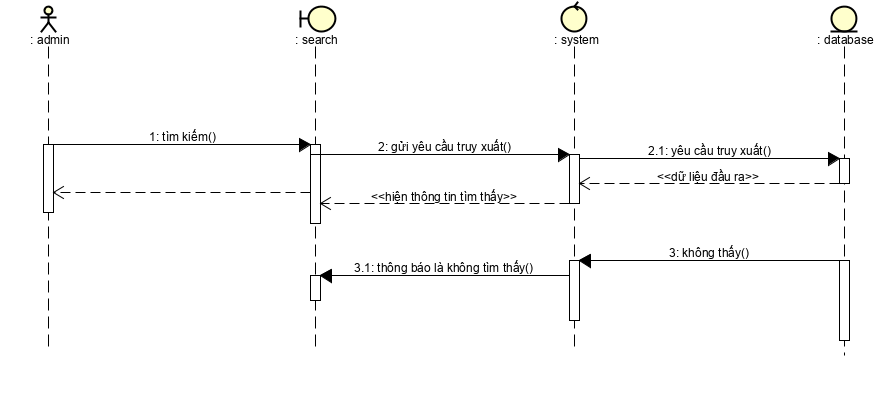 : admin
: search
: system
: database
1: tìm kiếm()
2: gửi yêu cầu truy xuất()
2.1: yêu cầu truy xuất()
<<dữ liệu đầu ra>>
<<hiện thông tin tìm thấy>>
3: không thấy()
3.1: thông báo là không tìm thấy()